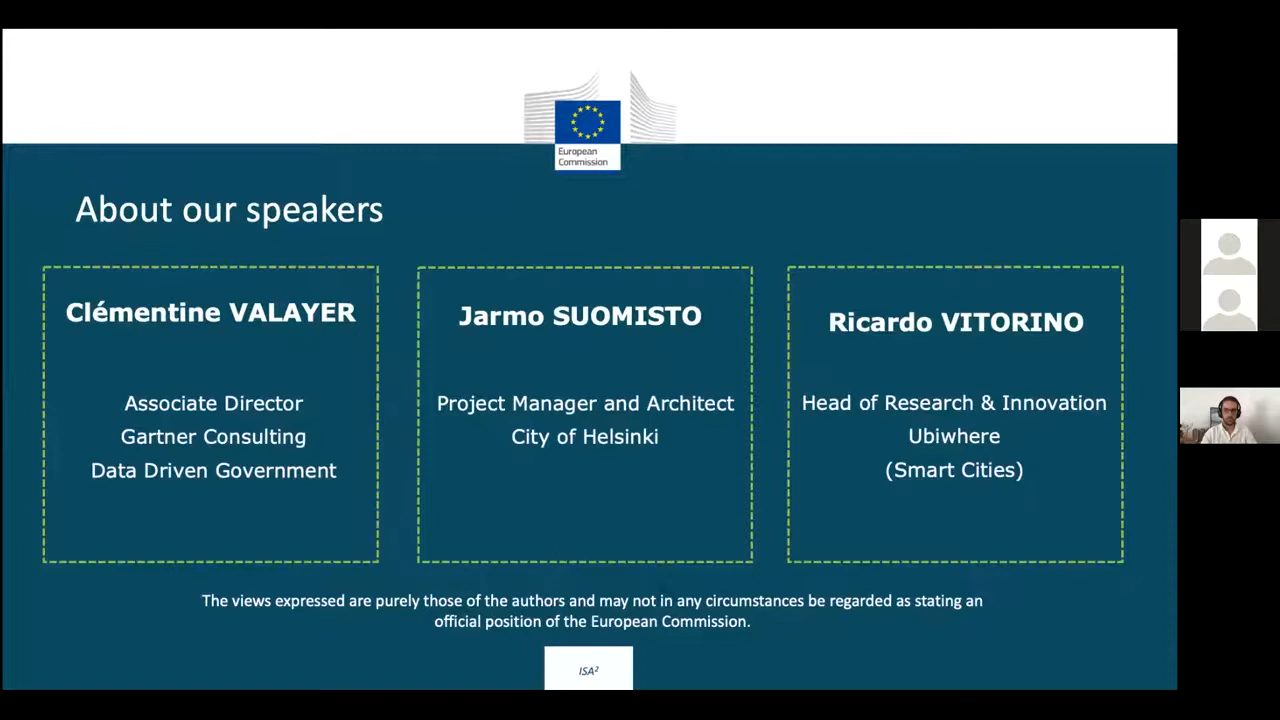 European
Commission
About our speakers
Clémentine VALAYER
Associate Director
Gartner Consulting
Data Driven Government
Jarmo SUOMISTO
Project Manager and Architect
City of Helsinki
Ricardo VITORINO
Head of Research & Innovation
Ubiwhere
(Smart Cities)
The views expressed are purely those of the authors and may not in any circumstances be regarded as stating an
official position of the European Commission.
ISA²